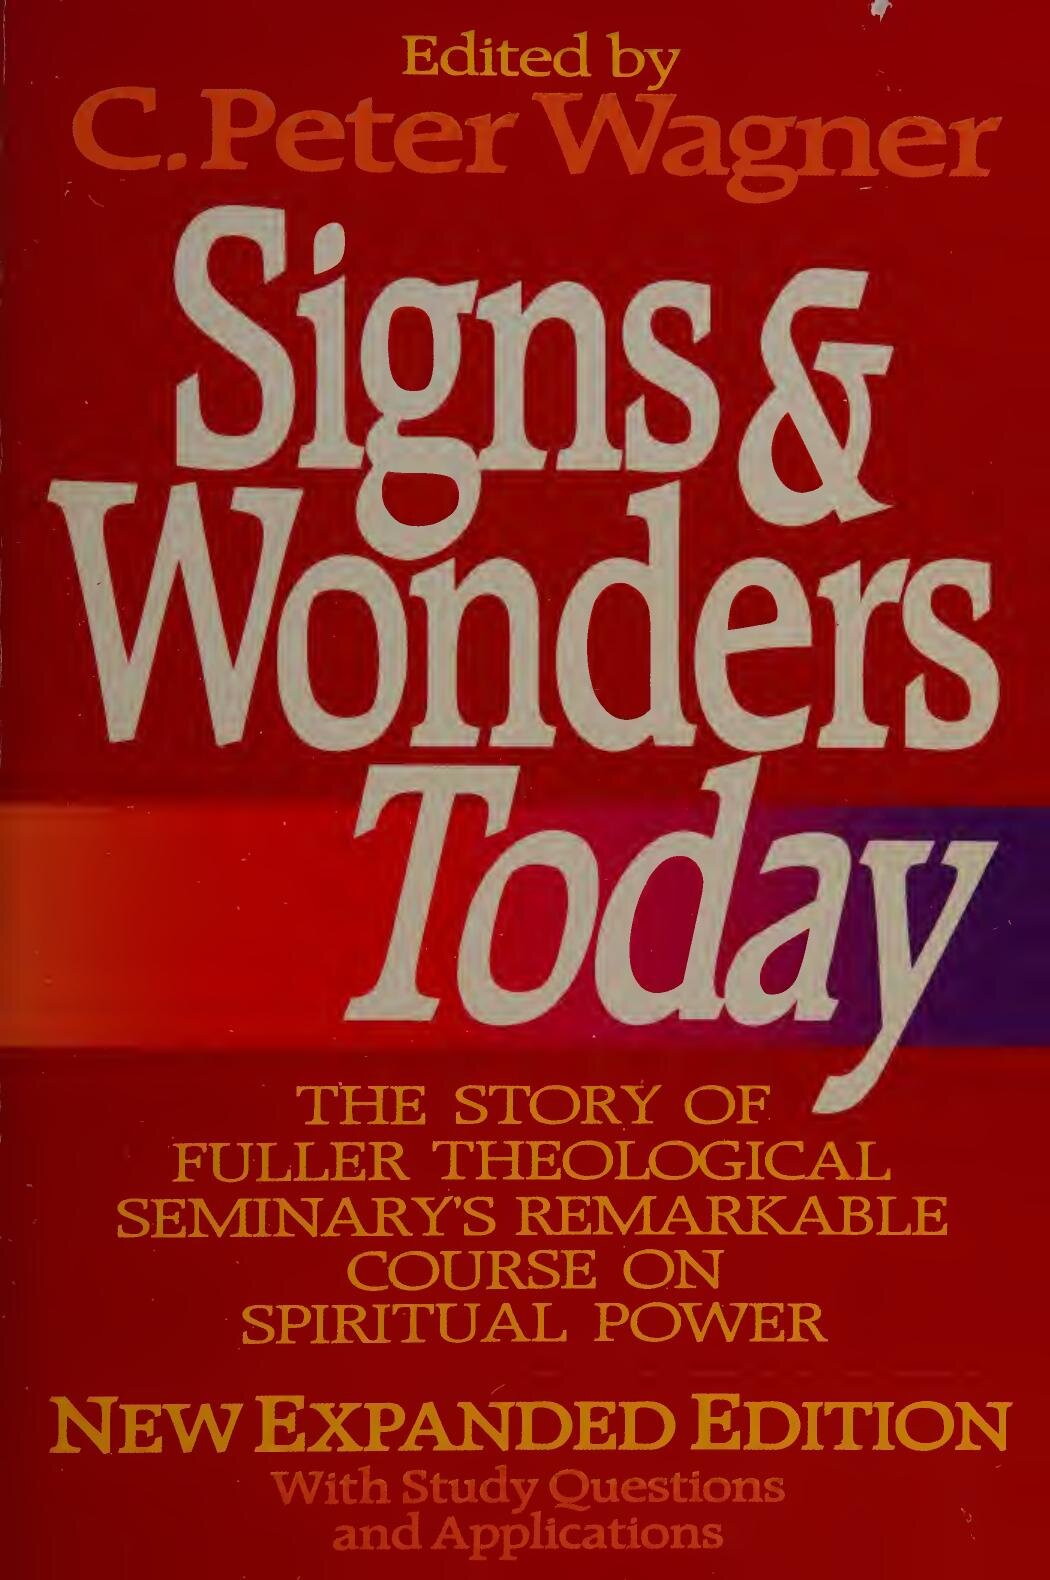 Edited by
C. Peter Wagner
Signs &
Wonders
Today
THE STORY OF
FULLER THEOLOGICAL
SEMINARY'S REMARKABLE
COURSE ON
SPIRITUAL POWER
NEW EXPANDED EDITION
With Study Questions
and Applications